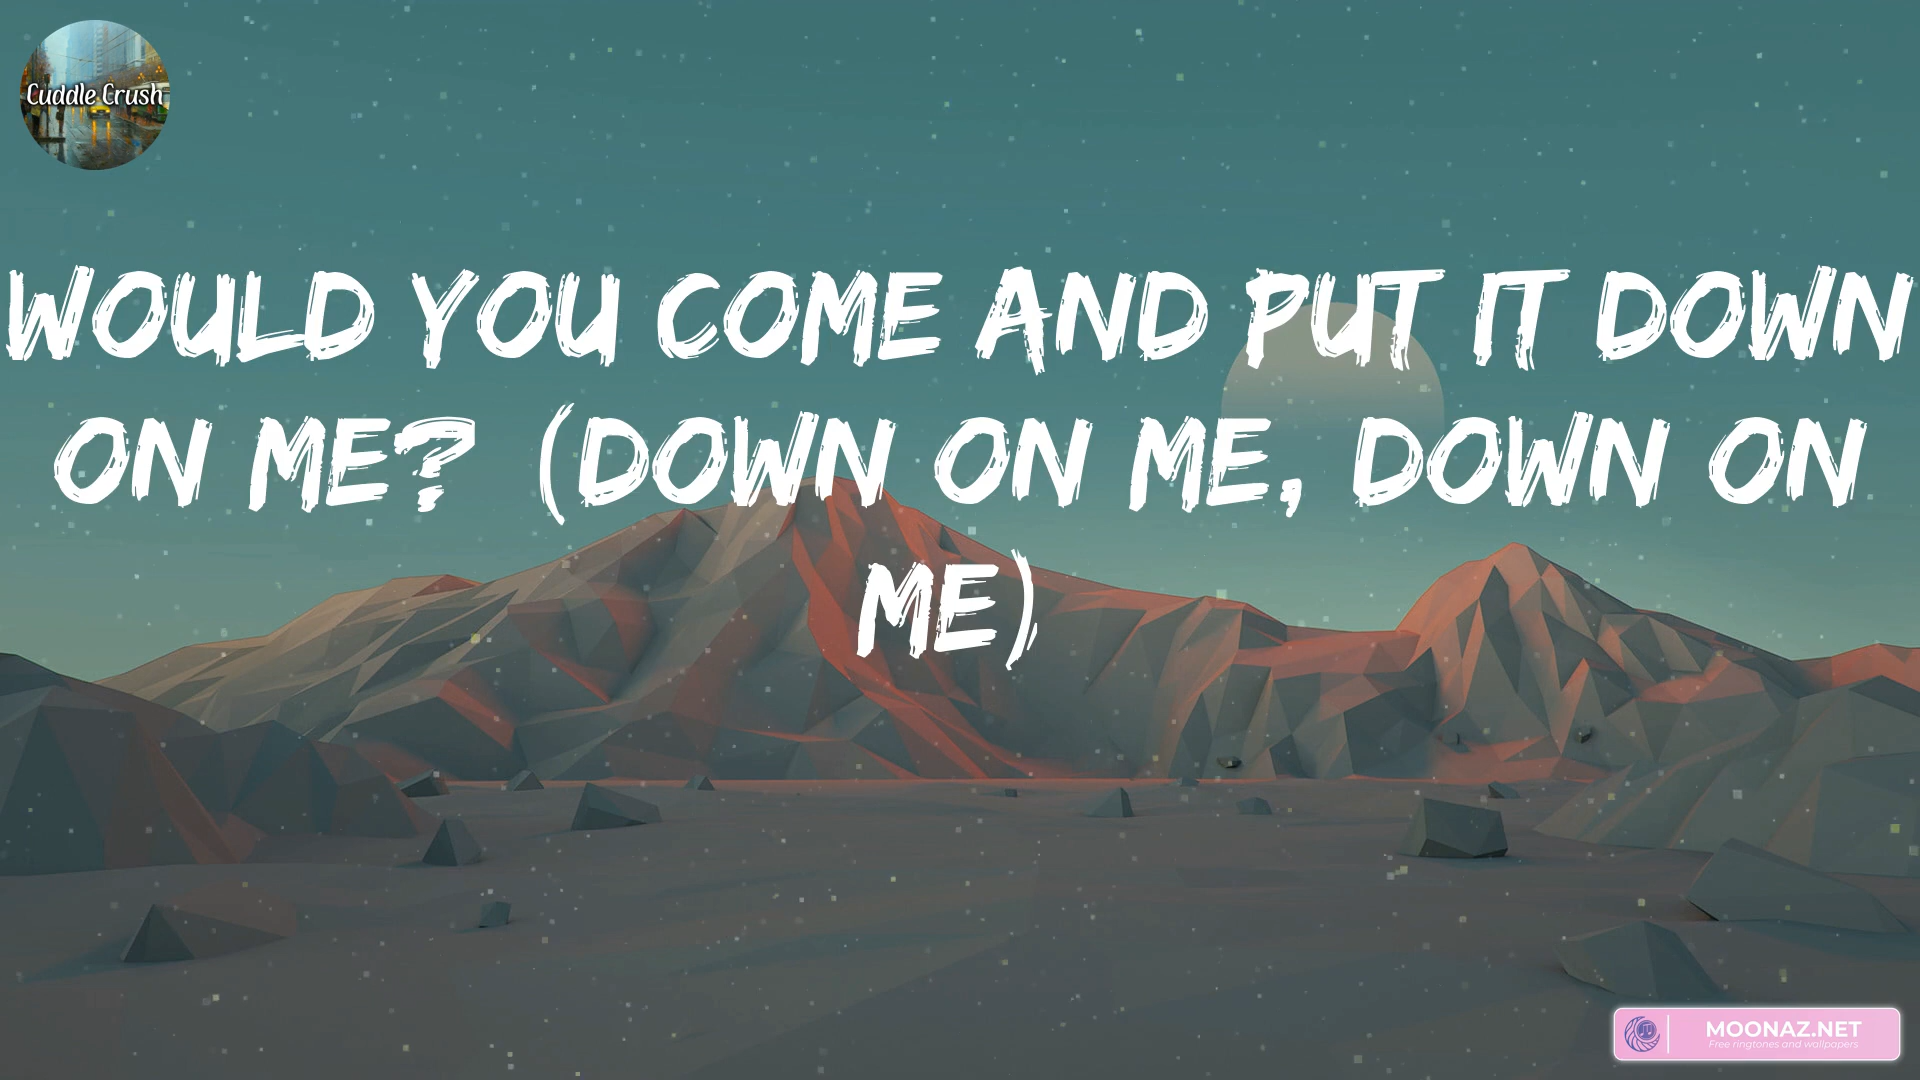 Cuddle Crush
WOULD YOU COME AND PUT IT DOWN
ON ME? (DOWN ON ME, DOWN ON
ME)
MOONAZ.NET
Free ringtones and wallpapers